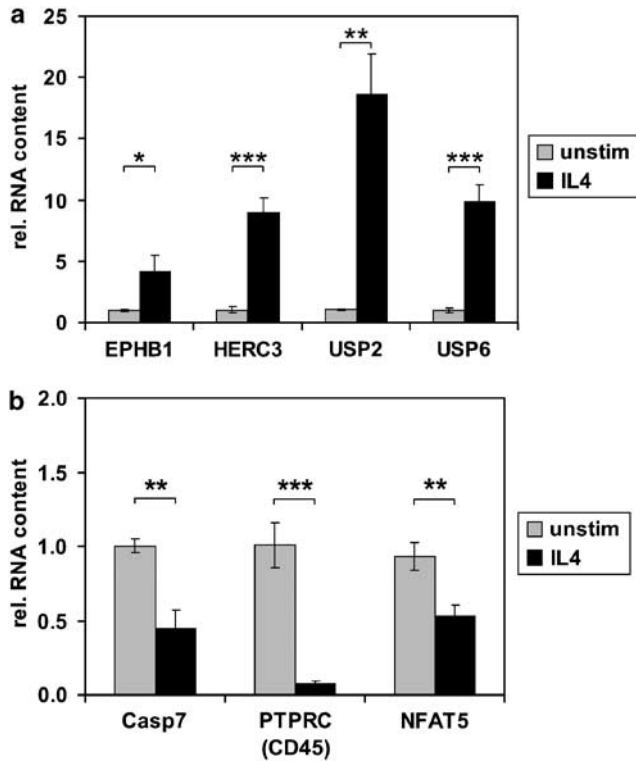 a
25
20
15
10
5
0
rel. RNA content
*
***
**
***
EPHB1 HERC3 USP2 USP6
unstim
IL4
b
2.0
1.5
1.0
0.5
0.0
rel. RNA content
**
***
**
Casp7 PTPRC NFAT5
(CD45)
unstim
IL4